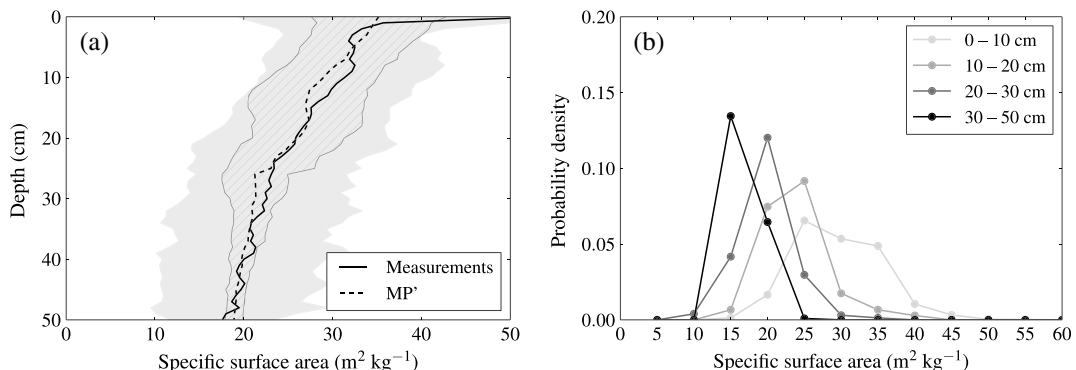 (a)
0
10
20
30
40
50
Depth (cm)
0 10 20 30 40 50
Specific surface area (m² kg⁻¹)
Measurements
MP'
(b)
0.20
0.15
0.10
0.05
0.00
Probability density
0 5 10 15 20 25 30 35 40 45 50 55 60
Specific surface area (m² kg⁻¹)
0 – 10 cm
10 – 20 cm
20 – 30 cm
30 – 50 cm